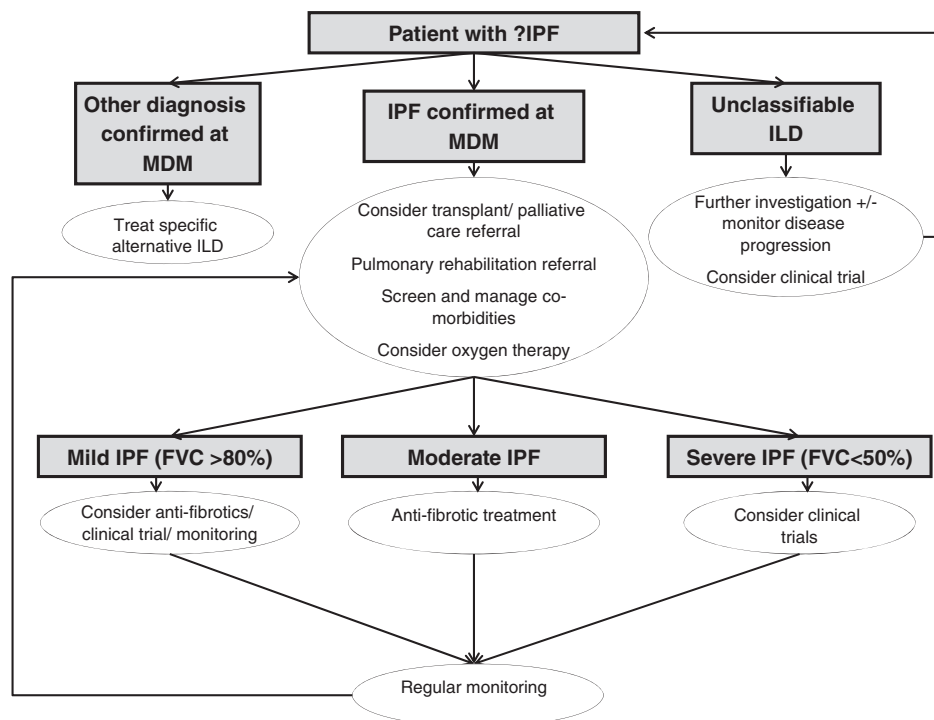 Patient with ?IPF
Other diagnosis
confirmed at
MDM
IPF confirmed at
MDM
Unclassifiable
ILD
Treat specific
alternative ILD
Consider transplant/ palliative
care referral
Pulmonary rehabilitation referral
Screen and manage co-
morbidities
Consider oxygen therapy
Further investigation +/-
monitor disease
progression
Consider clinical trial
Mild IPF (FVC >80%)
Moderate IPF
Severe IPF (FVC<50%)
Consider anti-fibrotics/
clinical trial/ monitoring
Anti-fibrotic treatment
Consider clinical
trials
Regular monitoring